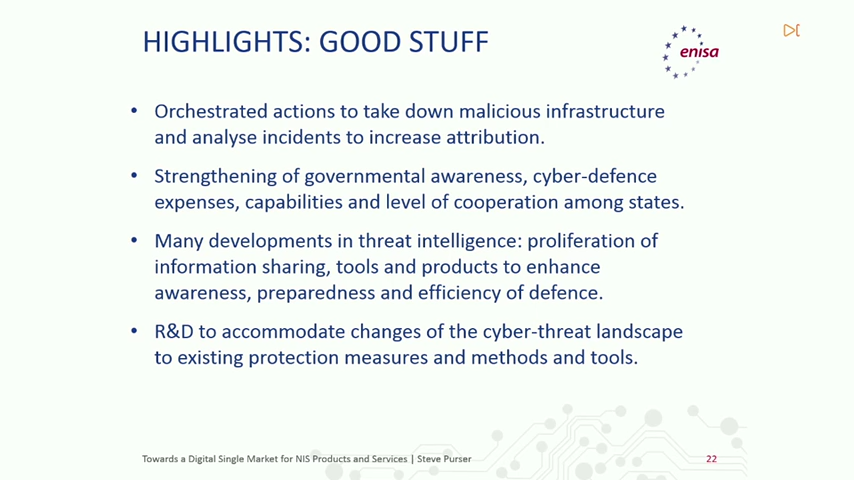 HIGHLIGHTS: GOOD STUFF
enisa
• Orchestrated actions to take down malicious infrastructure
and analyse incidents to increase attribution.
• Strengthening of governmental awareness, cyber-defence
expenses, capabilities and level of cooperation among states.
• Many developments in threat intelligence: proliferation of
information sharing, tools and products to enhance
awareness, preparedness and efficiency of defence.
• R&D to accommodate changes of the cyber-threat landscape
to existing protection measures and methods and tools.
Towards a Digital Single Market for NIS Products and Services | Steve Purser
22